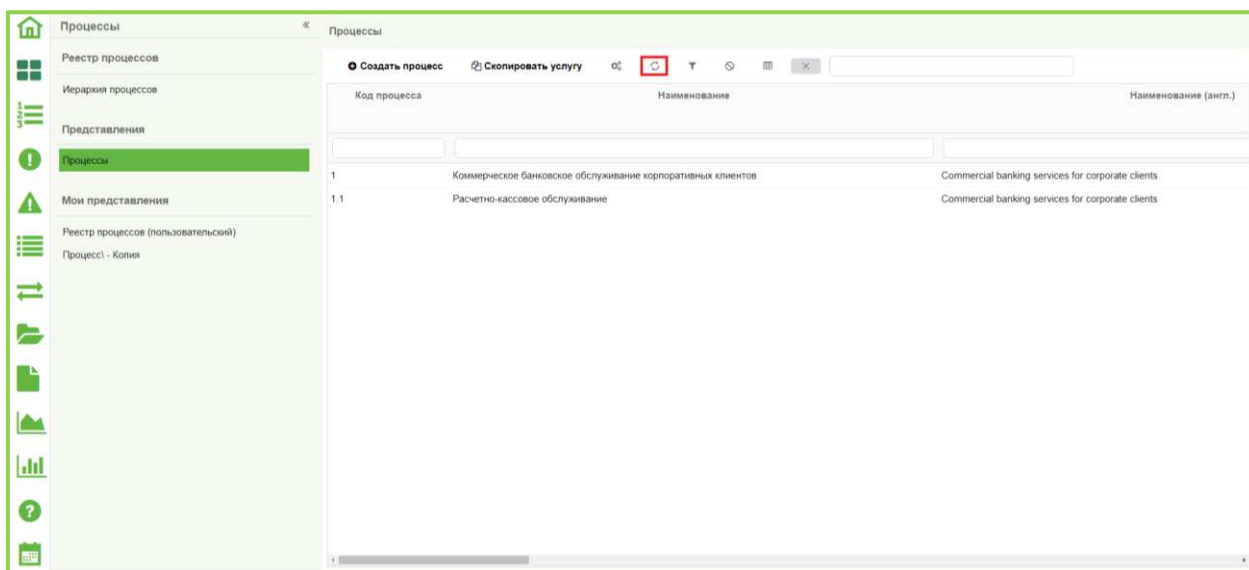 Процессы
Реестр процессов
Иерархия процессов
Представления
Процессы
Мои представления
Реестр процессов (пользовательский)
Процесс\ - Копия
Процессы
Создать процесс Скопировать услугу
Код процесса Наименование Наименование (англ.)
1 Коммерческое банковское обслуживание корпоративных клиентов Commercial banking services for corporate clients
1.1 Расчетно-кассовое обслуживание Commercial banking services for corporate clients